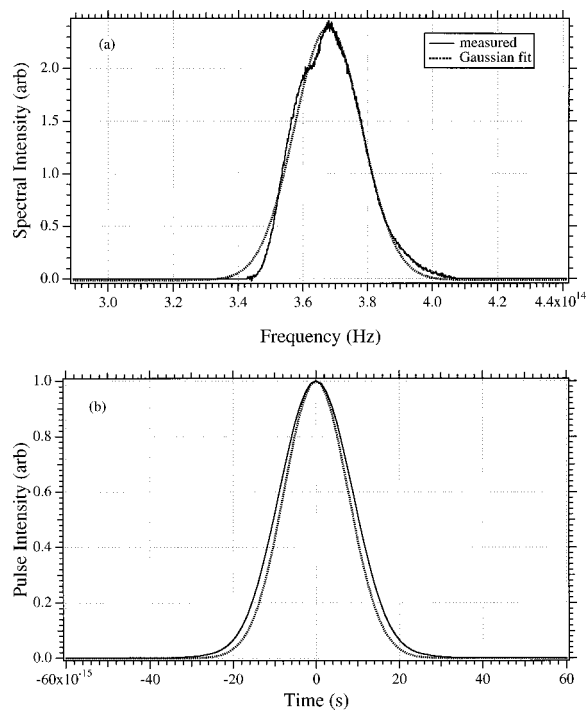 (a)
measured
Gaussian fit
Spectral Intensity (arb)
2.0
1.5
1.0
0.5
0.0
3.0 3.2 3.4 3.6 3.8 4.0 4.2 4.4x10^14
Frequency (Hz)
(b)
Pulse Intensity (arb)
1.0
0.8
0.6
0.4
0.2
0.0
-60x10^-15 -40 -20 0 20 40 60
Time (s)